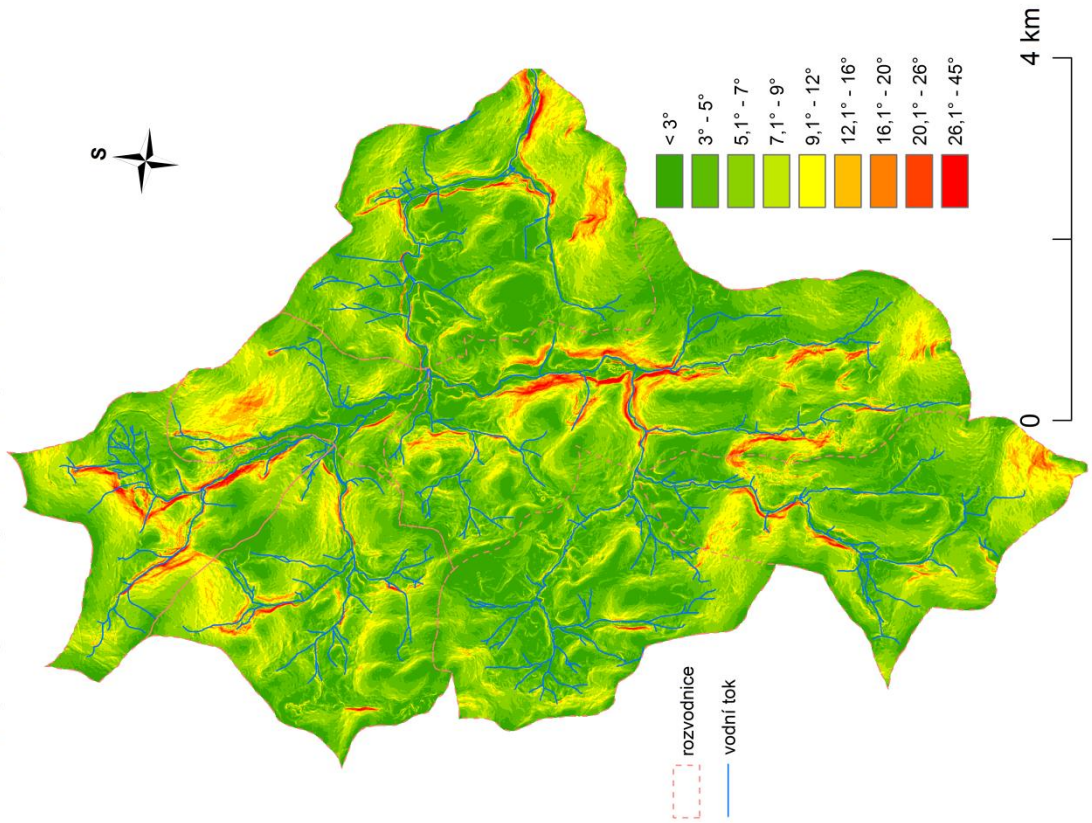 S
< 3°
3° - 5°
5,1° - 7°
7,1° - 9°
9,1° - 12°
12,1° - 16°
16,1° - 20°
20,1° - 26°
26,1° - 45°
rozvodnice
vodní tok
0
4 km